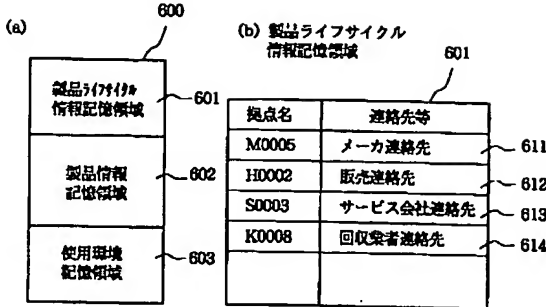 (a)
600
製品ライフサイクル
情報記憶領域
601
製品情報
記憶領域
602
使用環境
記憶領域
603
(b) 製品ライフサイクル
情報記憶領域
601
拠点名 連絡先等
M0005 メーカ連絡先 611
H0002 販売連絡先 612
S0003 サービス会社連絡先 613
K0008 回収業者連絡先 614